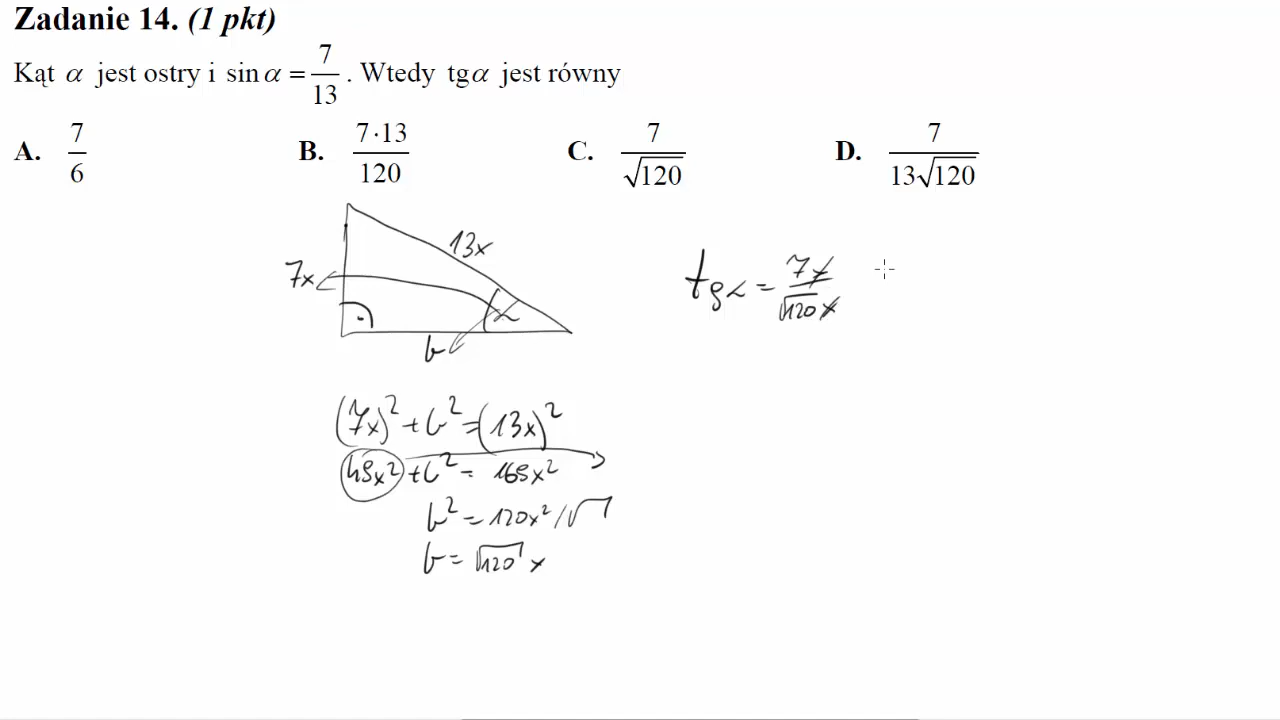 Zadanie 14. (1 pkt)
Kąt α jest ostry i sin α = 7/13. Wtedy tgα jest równy
A. 7/6 B. 7·13/120 C. 7/√120 D. 7/(13√120)
13x
7x
α
b
tgα = 7x/(√120 x)
(7x)² + b² = (13x)²
49x² + b² = 169x²
b² = 120x² /√
b = √120 x